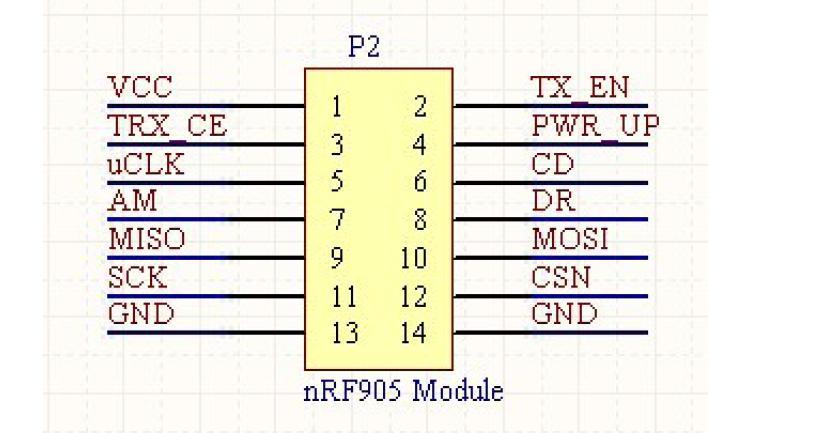 P2
VCC 1 2 TX_EN
TRX_CE 3 4 PWR_UP
uCLK 5 6 CD
AM 7 8 DR
MISO 9 10 MOSI
SCK 11 12 CSN
GND 13 14 GND
nRF905 Module